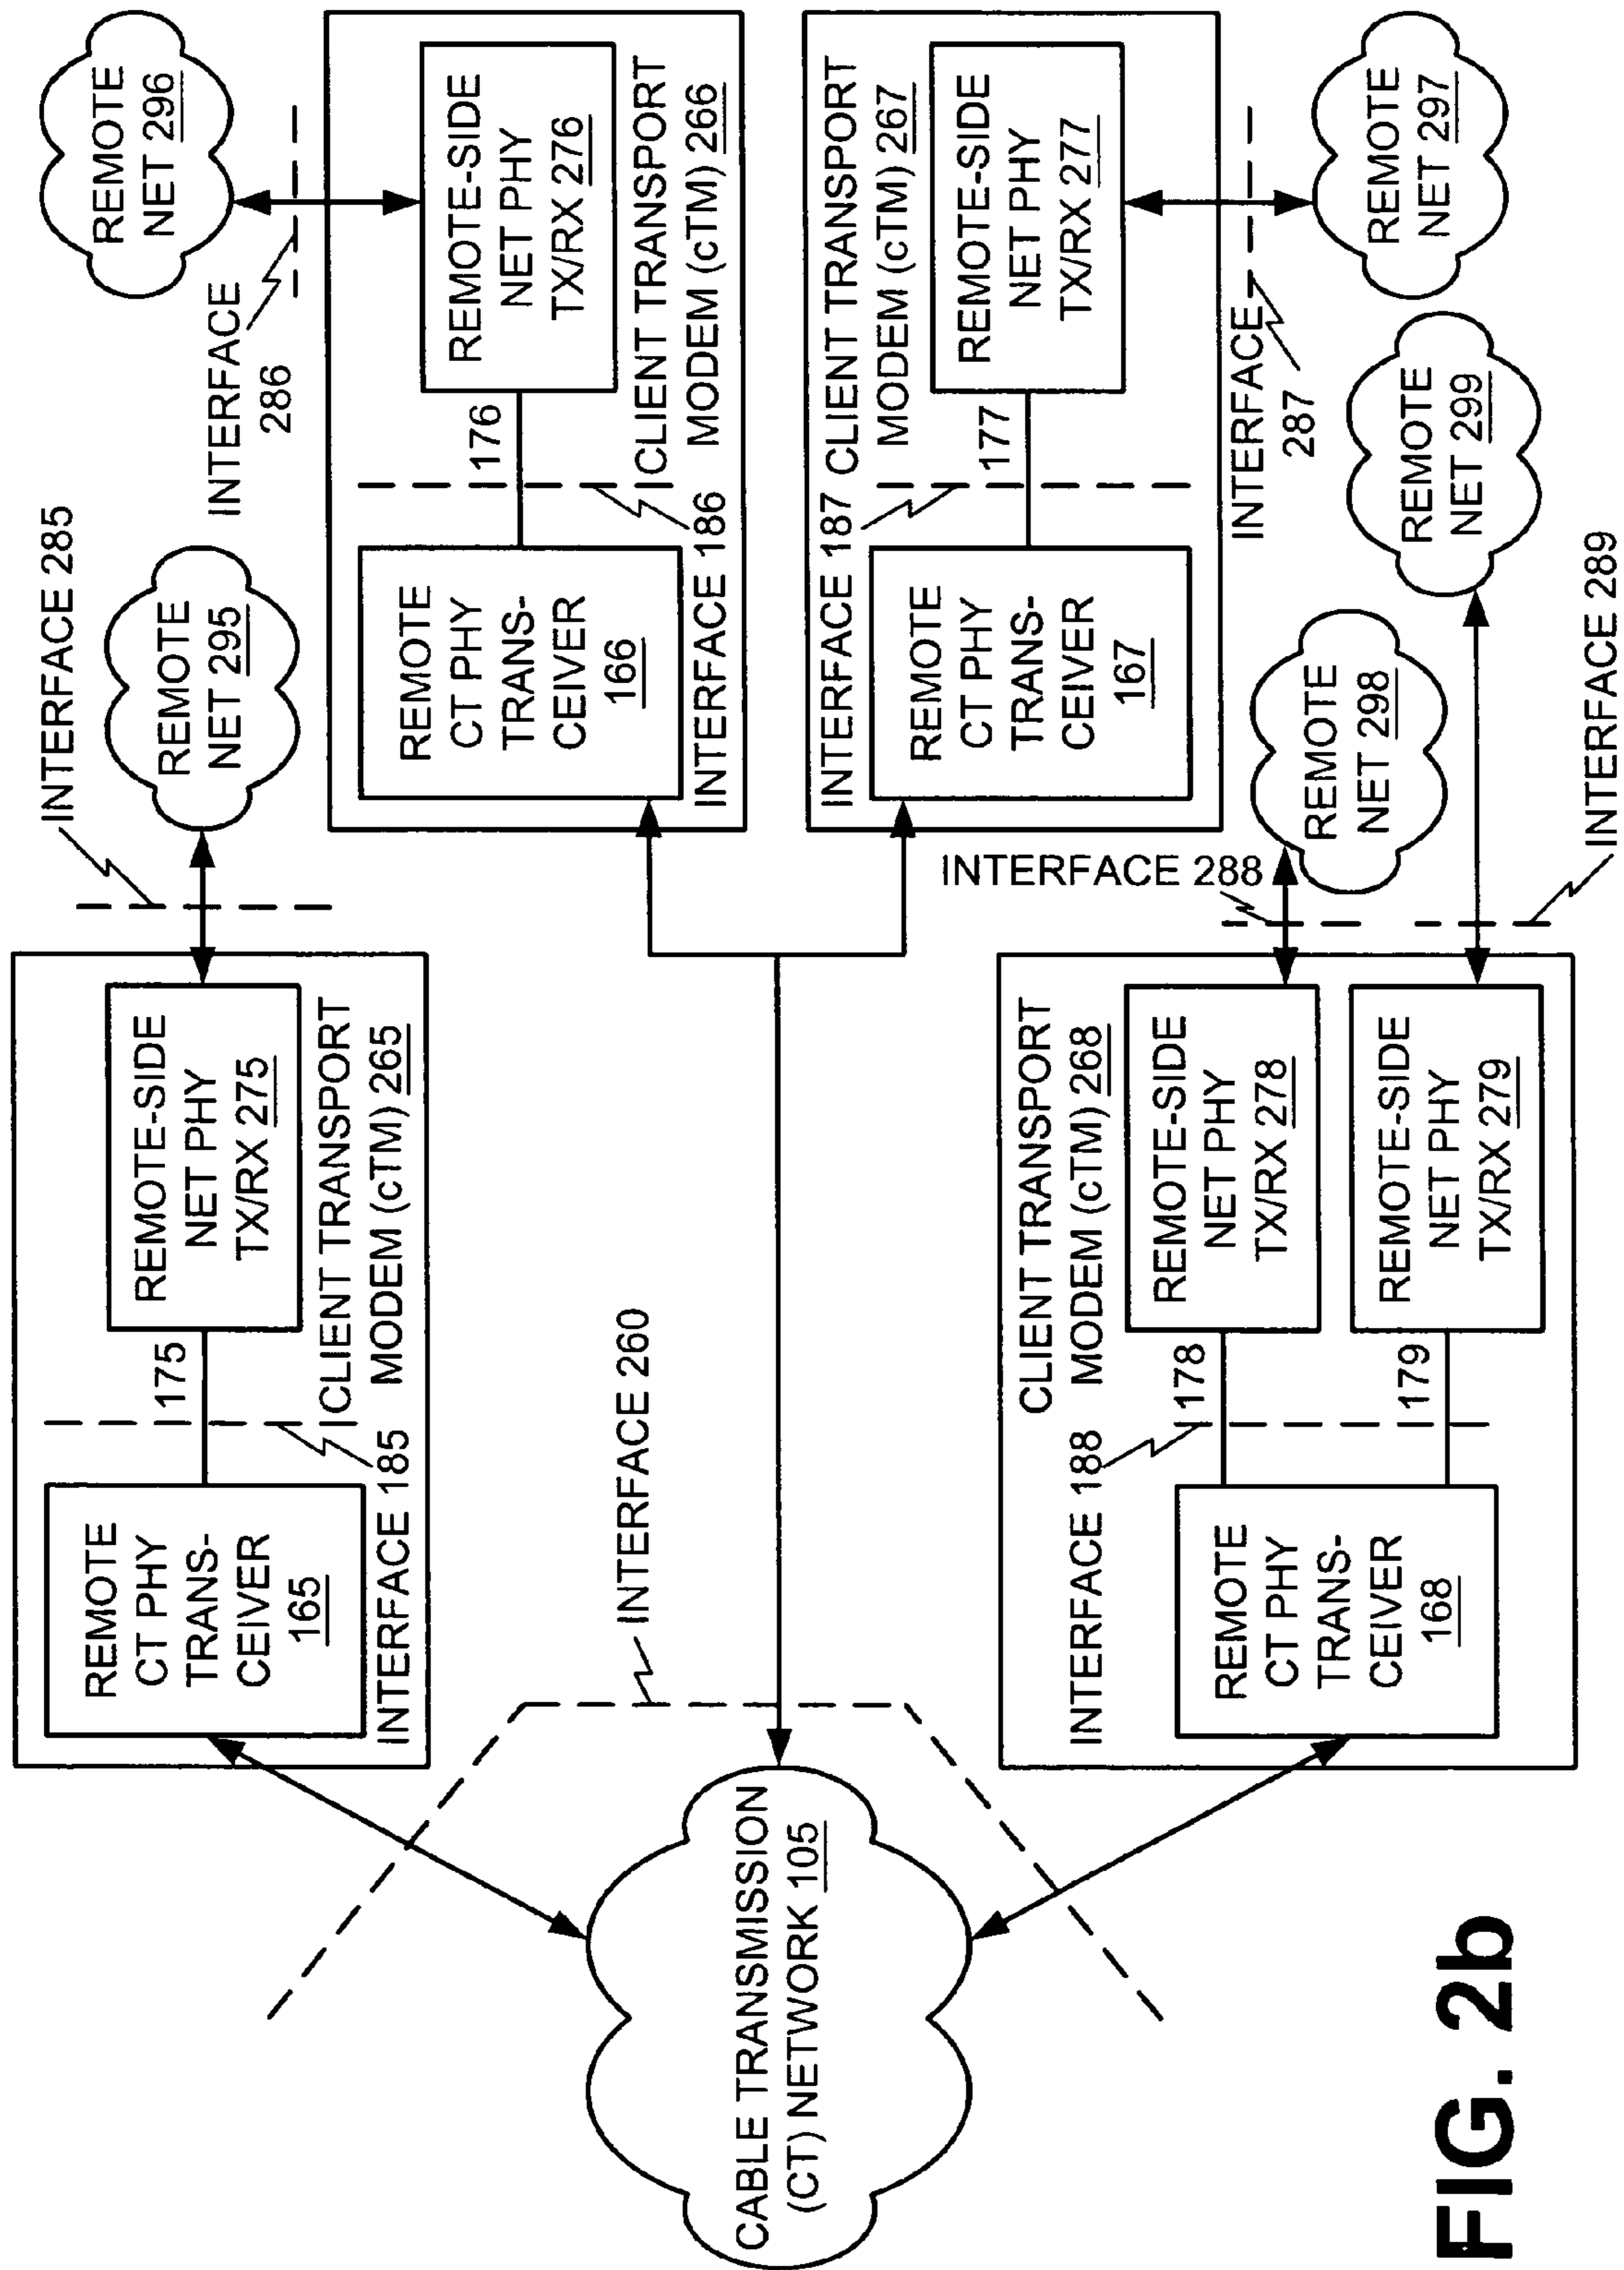 REMOTE
CT PHY
TRANS-
CEIVER
165
INTERFACE 185
175
REMOTE-SIDE
NET PHY
TX/RX 275
CLIENT TRANSPORT
MODEM (cTM) 265
INTERFACE 285
REMOTE
NET 295
REMOTE
NET 296
INTERFACE
286
REMOTE
CT PHY
TRANS-
CEIVER
166
INTERFACE 186
176
REMOTE-SIDE
NET PHY
TX/RX 276
CLIENT TRANSPORT
MODEM (cTM) 266
INTERFACE 260
CABLE TRANSMISSION
(CT) NETWORK 105
INTERFACE 187
CLIENT TRANSPORT
MODEM (cTM) 267
REMOTE
CT PHY
TRANS-
CEIVER
167
177
REMOTE-SIDE
NET PHY
TX/RX 277
INTERFACE
287
REMOTE
NET 297
CLIENT TRANSPORT
MODEM (cTM) 268
INTERFACE 188
REMOTE
CT PHY
TRANS-
CEIVER
168
178
179
REMOTE-SIDE
NET PHY
TX/RX 278
REMOTE-SIDE
NET PHY
TX/RX 279
INTERFACE 288
REMOTE
NET 298
REMOTE
NET 299
INTERFACE 289
FIG. 2b